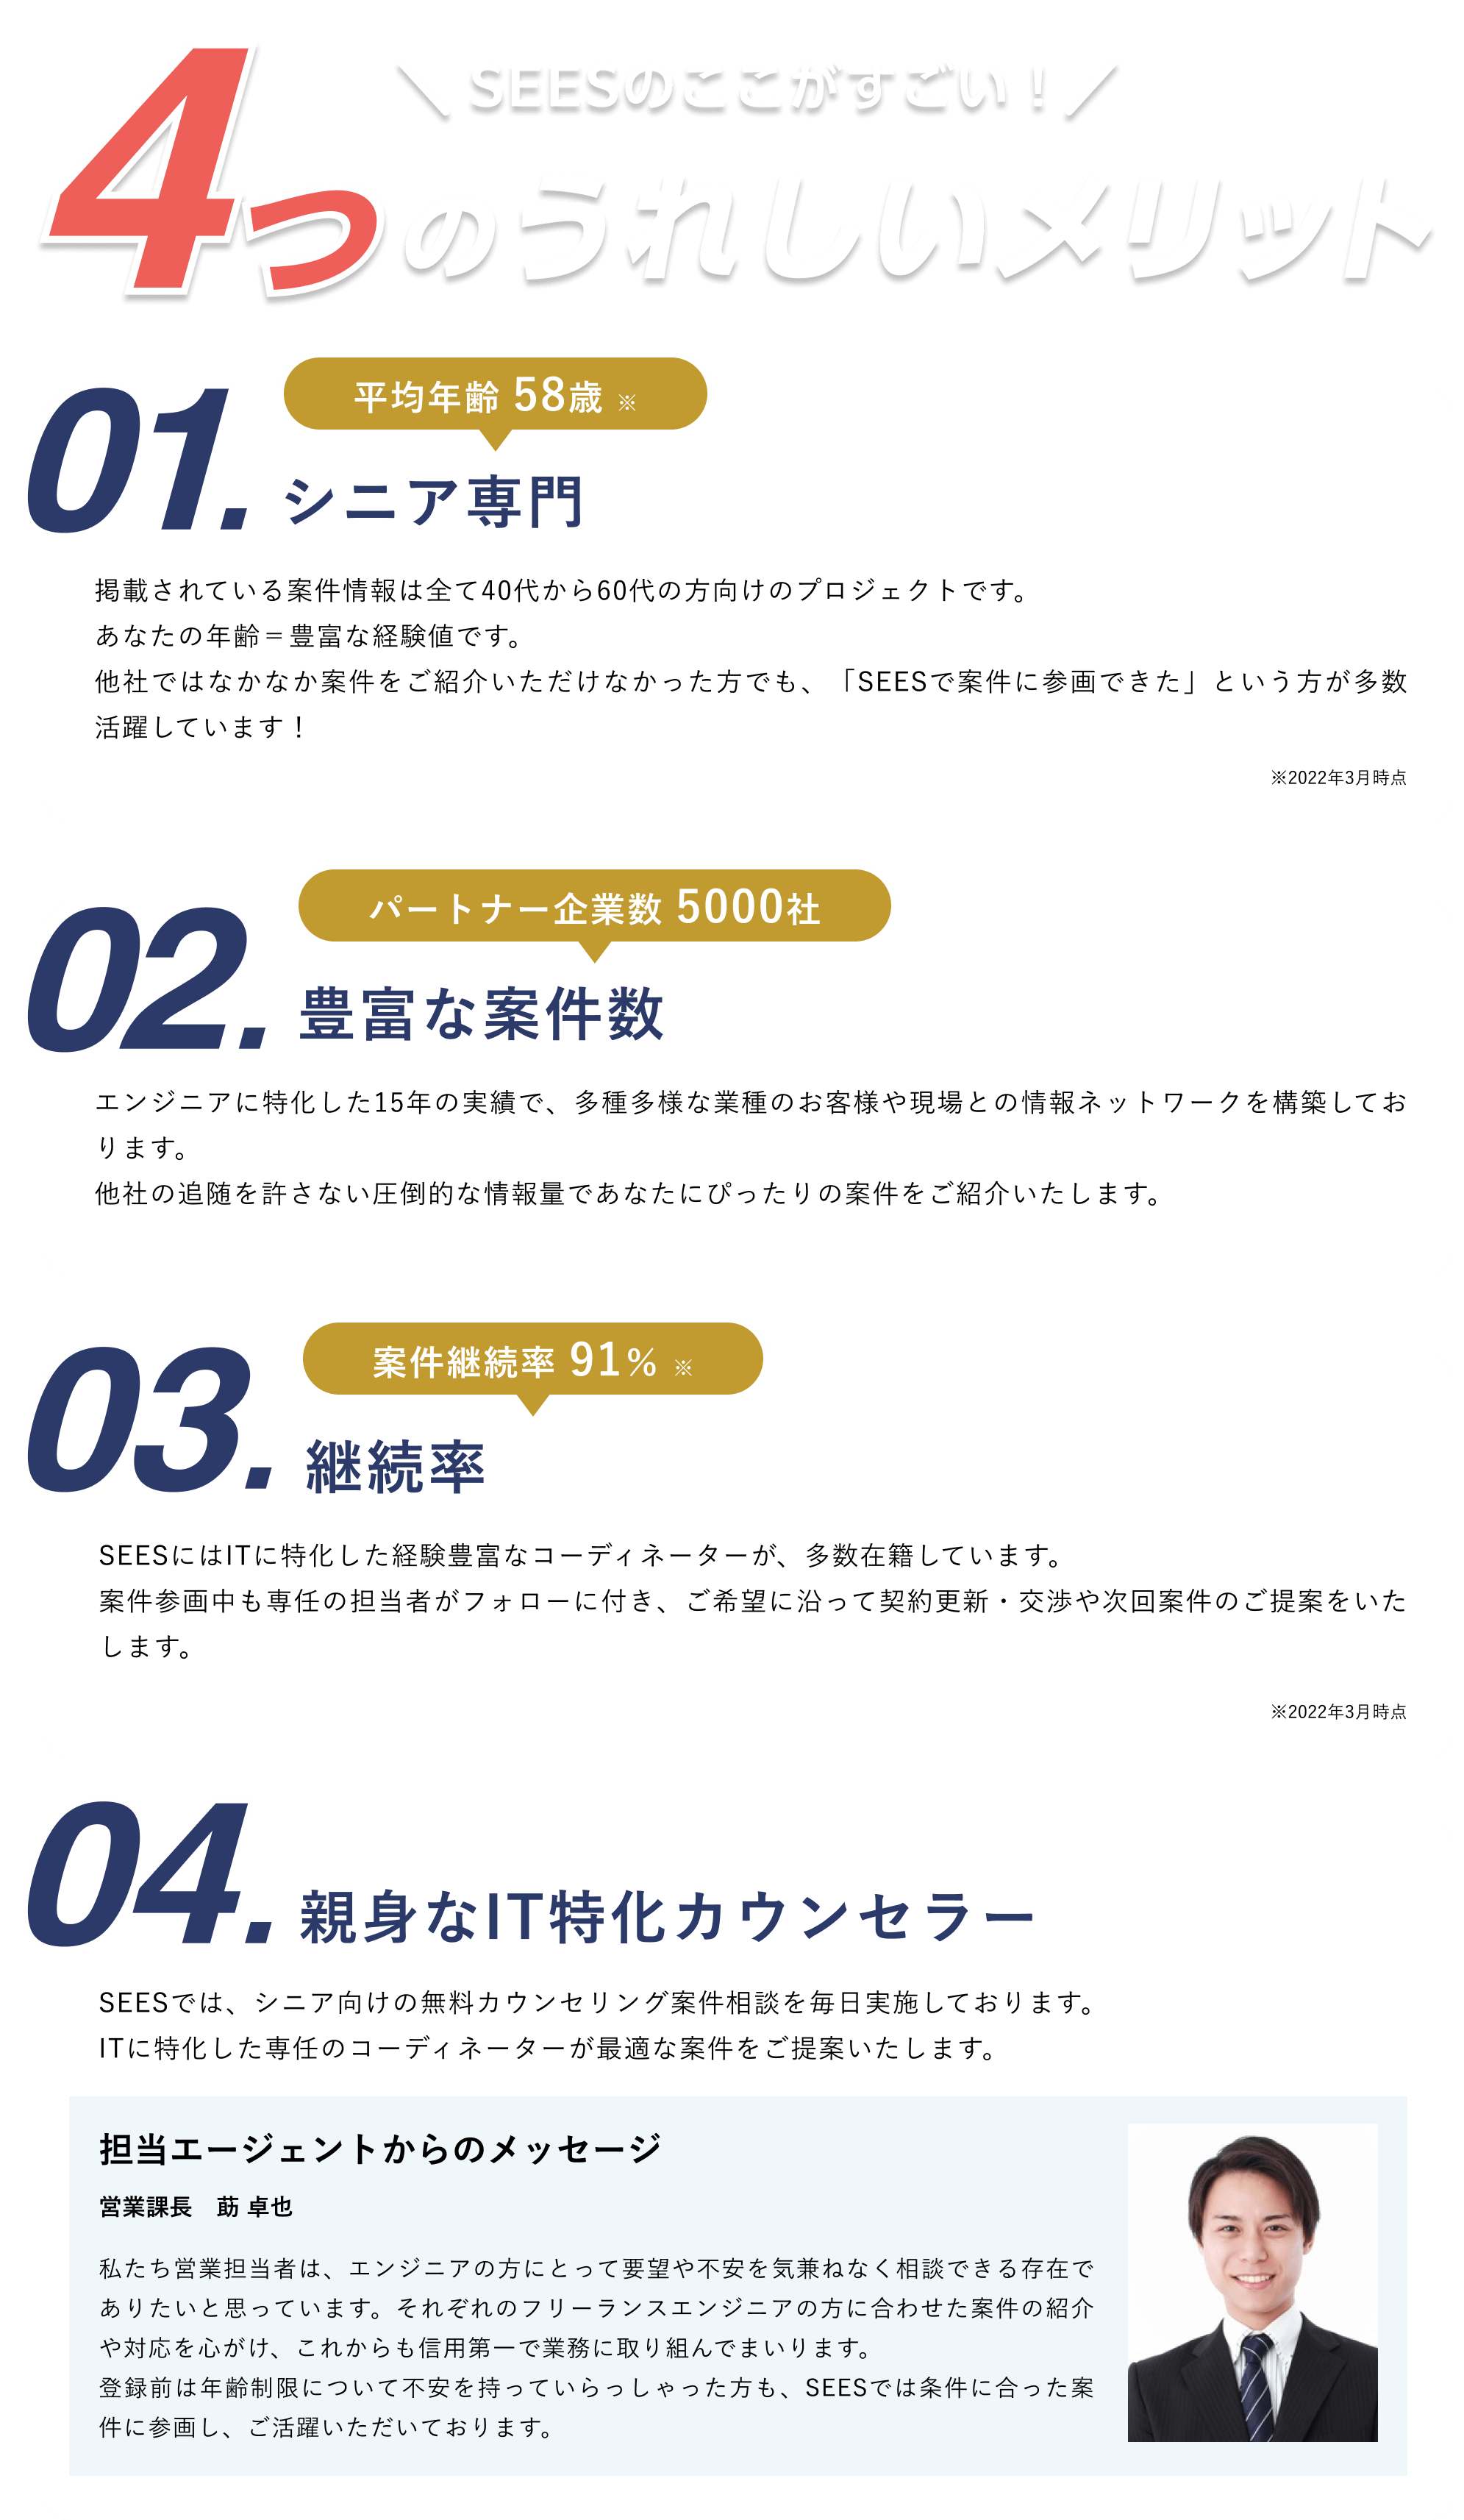 ＼ SEESのここがすごい！／
4つのうれしいメリット
平均年齢 58歳 ※
01. シニア専門
掲載されている案件情報は全て40代から60代の方向けのプロジェクトです。
あなたの年齢＝豊富な経験値です。
他社ではなかなか案件をご紹介いただけなかった方でも、「SEESで案件に参画できた」という方が多数
活躍しています！
※2022年3月時点
パートナー企業数 5000社
02. 豊富な案件数
エンジニアに特化した15年の実績で、多種多様な業種のお客様や現場との情報ネットワークを構築してお
ります。
他社の追随を許さない圧倒的な情報量であなたにぴったりの案件をご紹介いたします。
案件継続率 91% ※
03. 継続率
SEESにはITに特化した経験豊富なコーディネーターが、多数在籍しています。
案件参画中も専任の担当者がフォローに付き、ご希望に沿って契約更新・交渉や次回案件のご提案をいた
します。
※2022年3月時点
04. 親身なIT特化カウンセラー
SEESでは、シニア向けの無料カウンセリング案件相談を毎日実施しております。
ITに特化した専任のコーディネーターが最適な案件をご提案いたします。
担当エージェントからのメッセージ
営業課長　莇 卓也
私たち営業担当者は、エンジニアの方にとって要望や不安を気兼ねなく相談できる存在で
ありたいと思っています。それぞれのフリーランスエンジニアの方に合わせた案件の紹介
や対応を心がけ、これからも信用第一で業務に取り組んでまいります。
登録前は年齢制限について不安を持っていらっしゃった方も、SEESでは条件に合った案
件に参画し、ご活躍いただいております。